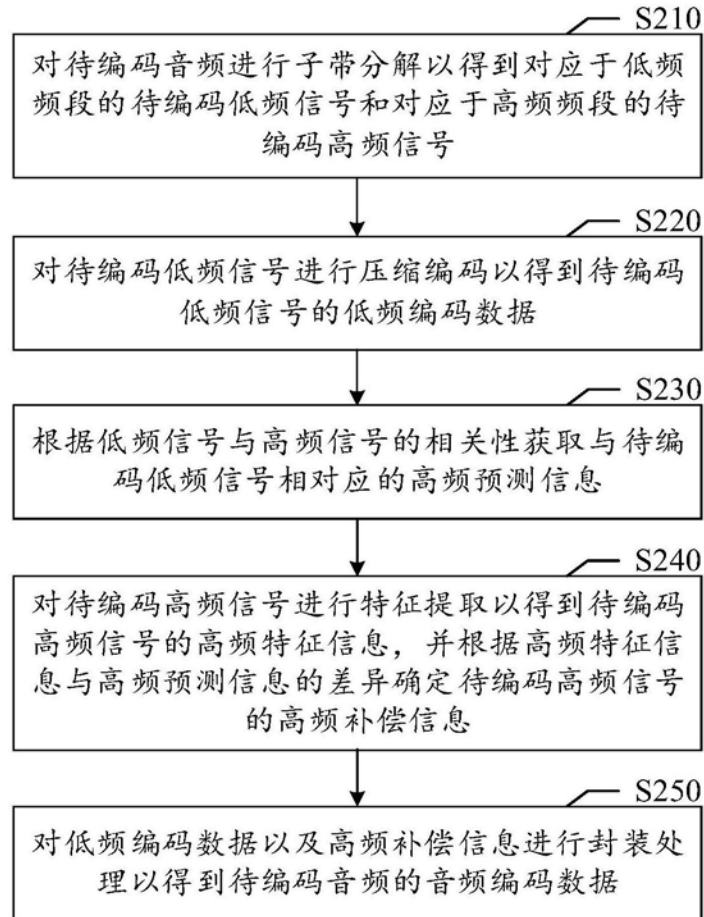 S210
对待编码音频进行子带分解以得到对应于低频
频段的待编码低频信号和对应于高频频段的待
编码高频信号
S220
对待编码低频信号进行压缩编码以得到待编码
低频信号的低频编码数据
S230
根据低频信号与高频信号的相关性获取与待编
码低频信号相对应的高频预测信息
S240
对待编码高频信号进行特征提取以得到待编码
高频信号的高频特征信息，并根据高频特征信
息与高频预测信息的差异确定待编码高频信号
的高频补偿信息
S250
对低频编码数据以及高频补偿信息进行封装处
理以得到待编码音频的音频编码数据